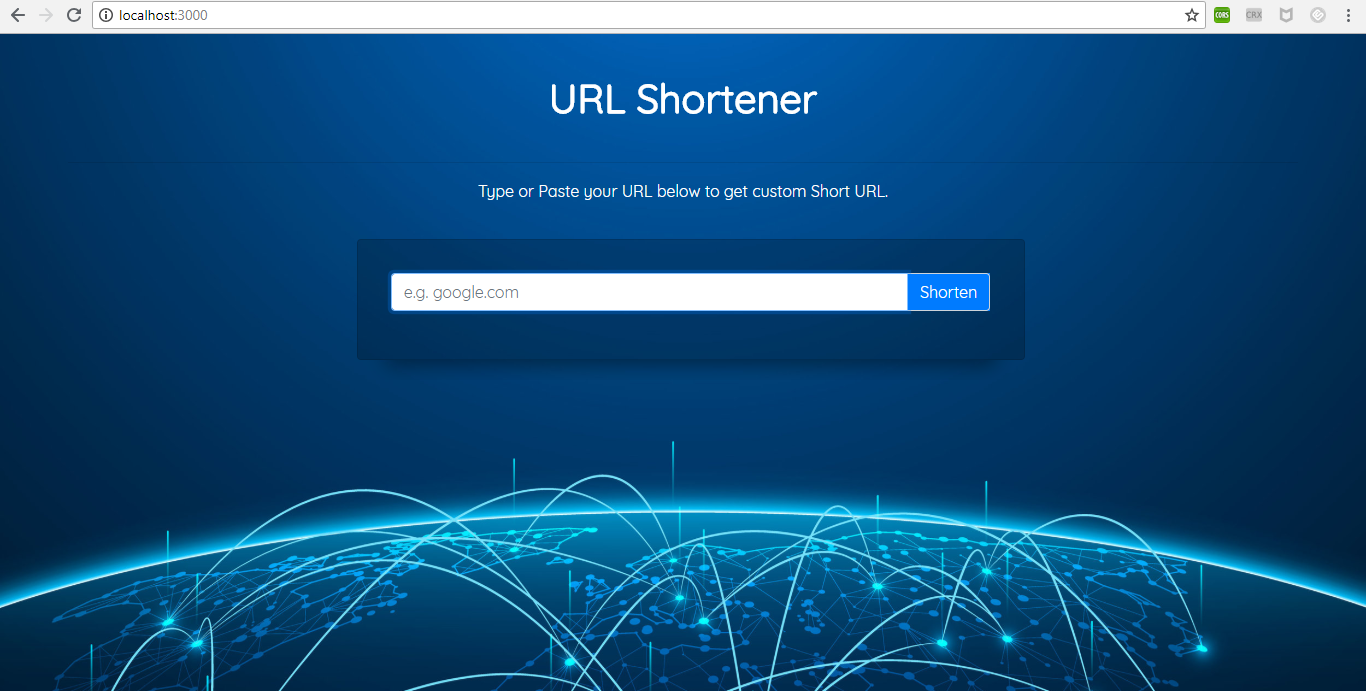 localhost:3000
CORS
CRX
URL Shortener
Type or Paste your URL below to get custom Short URL.
e.g. google.com
Shorten